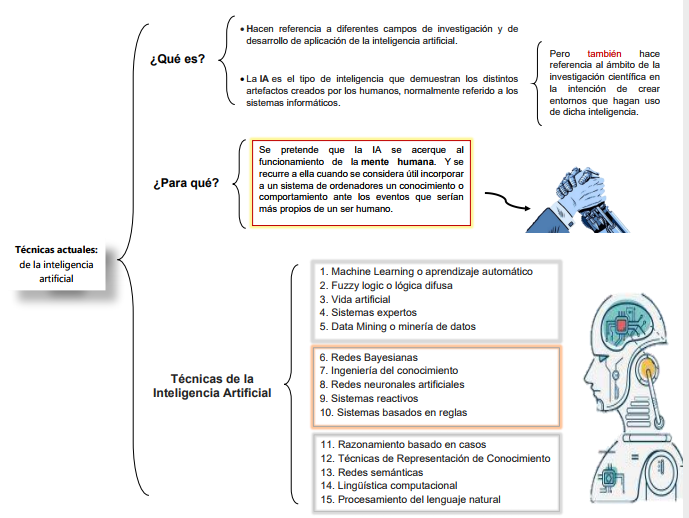 Técnicas actuales:
de la inteligencia
artificial
¿Qué es?
• Hacen referencia a diferentes campos de investigación y de
desarrollo de aplicación de la inteligencia artificial.
• La IA es el tipo de inteligencia que demuestran los distintos
artefactos creados por los humanos, normalmente referido a los
sistemas informáticos.
Pero también hace
referencia al ámbito de la
investigación científica en
la intención de crear
entornos que hagan uso
de dicha inteligencia.
¿Para qué?
Se pretende que la IA se acerque al
funcionamiento de la mente humana. Y se
recurre a ella cuando se considera útil incorporar
a un sistema de ordenadores un conocimiento o
comportamiento ante los eventos que serían
más propios de un ser humano.
Técnicas de la
Inteligencia Artificial
1. Machine Learning o aprendizaje automático
2. Fuzzy logic o lógica difusa
3. Vida artificial
4. Sistemas expertos
5. Data Mining o minería de datos
6. Redes Bayesianas
7. Ingeniería del conocimiento
8. Redes neuronales artificiales
9. Sistemas reactivos
10. Sistemas basados en reglas
11. Razonamiento basado en casos
12. Técnicas de Representación de Conocimiento
13. Redes semánticas
14. Lingüística computacional
15. Procesamiento del lenguaje natural